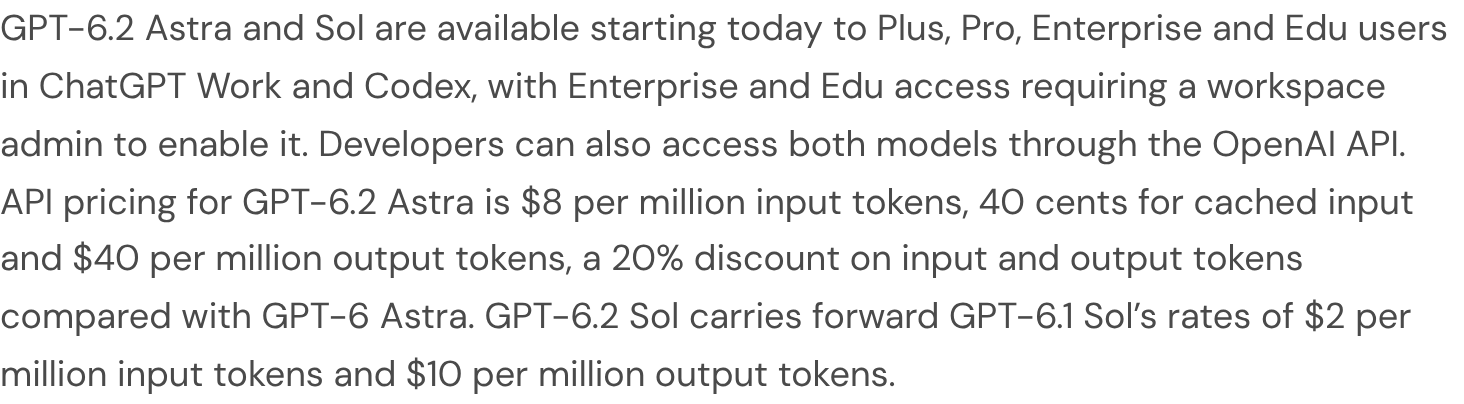 GPT-6.2 Astra and Sol are available starting today to Plus, Pro, Enterprise and Edu users
in ChatGPT Work and Codex, with Enterprise and Edu access requiring a workspace
admin to enable it. Developers can also access both models through the OpenAI API.
API pricing for GPT-6.2 Astra is $8 per million input tokens, 40 cents for cached input
and $40 per million output tokens, a 20% discount on input and output tokens
compared with GPT-6 Astra. GPT-6.2 Sol carries forward GPT-6.1 Sol’s rates of $2 per
million input tokens and $10 per million output tokens.